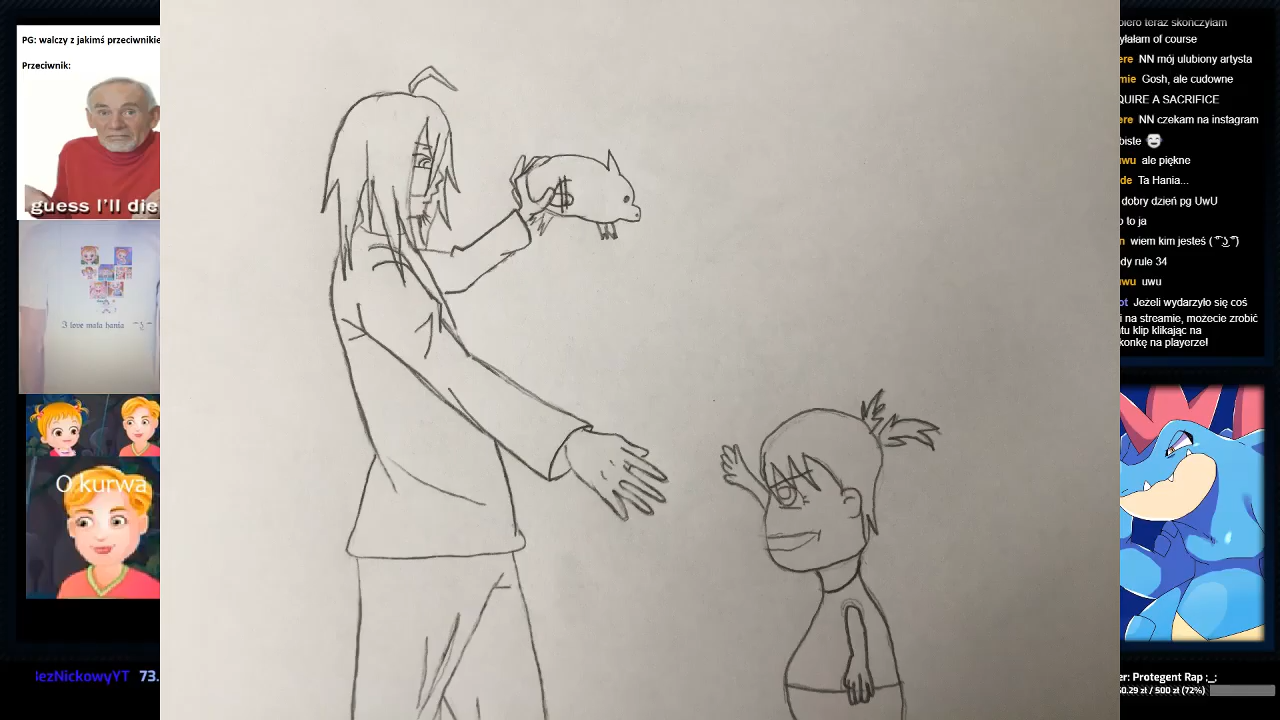 PG: walczy z jakimś przeciwnikie
Przeciwnik:
guess I'll die
I love mała hania
O kurwa
NickowyYT 73.
$
piero teraz skończyłam
yłałam of course
ere NN mój ulubiony artysta
mie Gosh, ale cudowne
QUIRE A SACRIFICE
ere NN czekam na instagram
biste
uwu ale piękne
de Ta Hania...
dobry dzień pg UwU
o to ja
n wiem kim jesteś ( ͡° ͜ʖ ͡°)
dy rule 34
uwu uwu
ot Jeżeli wydarzyło się coś
i na streamie, możecie zrobić
tu klip klikając na
konkę na playerze!
er: Protegent Rap ;_;
0.29 zł / 500 zł (72%)